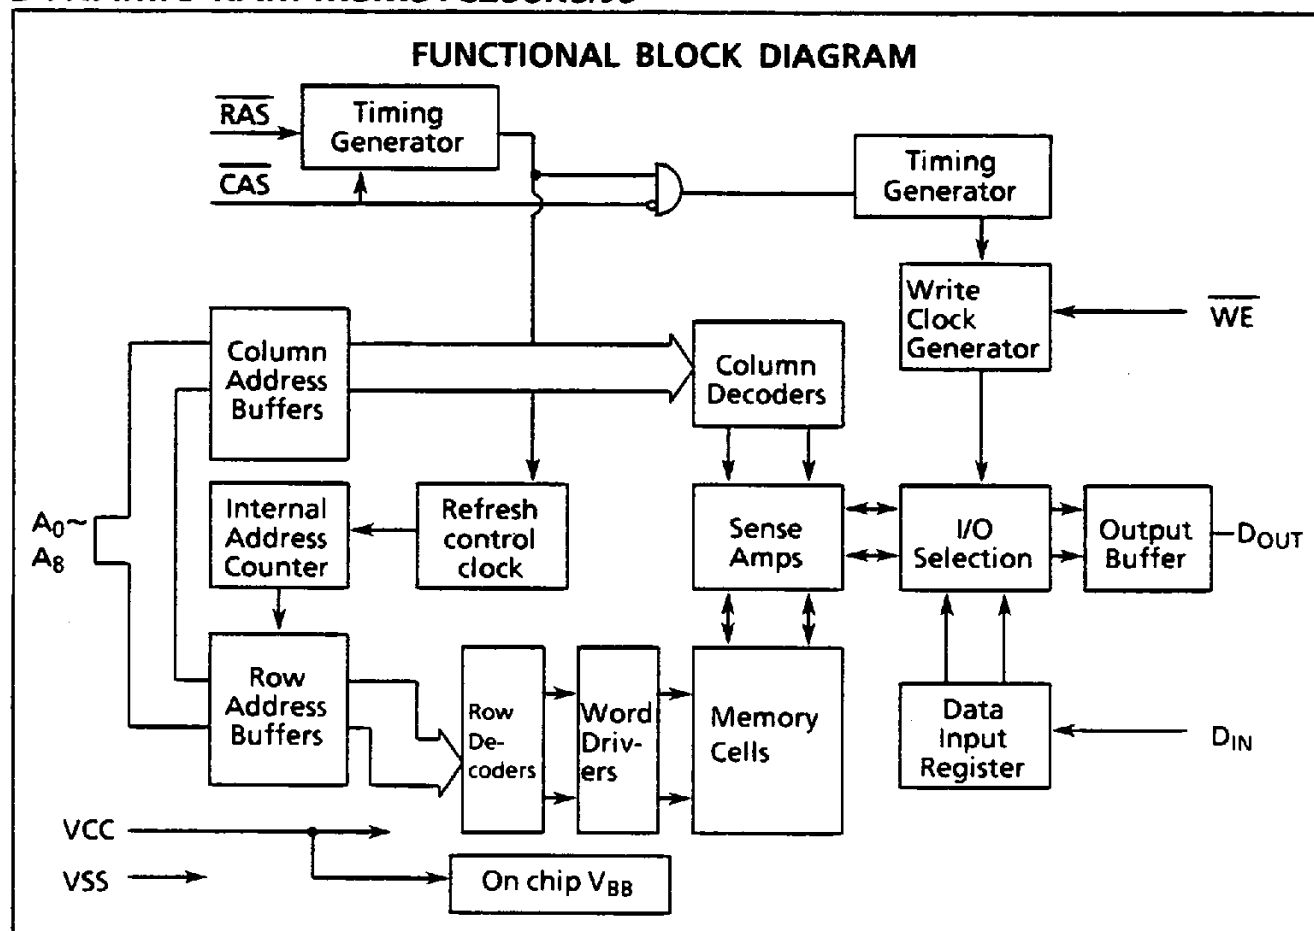 FUNCTIONAL BLOCK DIAGRAM
RAS
Timing
Generator
CAS
Timing
Generator
Write
Clock
Generator
WE
Column
Address
Buffers
Column
Decoders
A0~
A8
Internal
Address
Counter
Refresh
control
clock
Sense
Amps
I/O
Selection
Output
Buffer
DOUT
Row
Address
Buffers
Row
De-
coders
Word
Driv-
ers
Memory
Cells
Data
Input
Register
DIN
VCC
VSS
On chip VBB